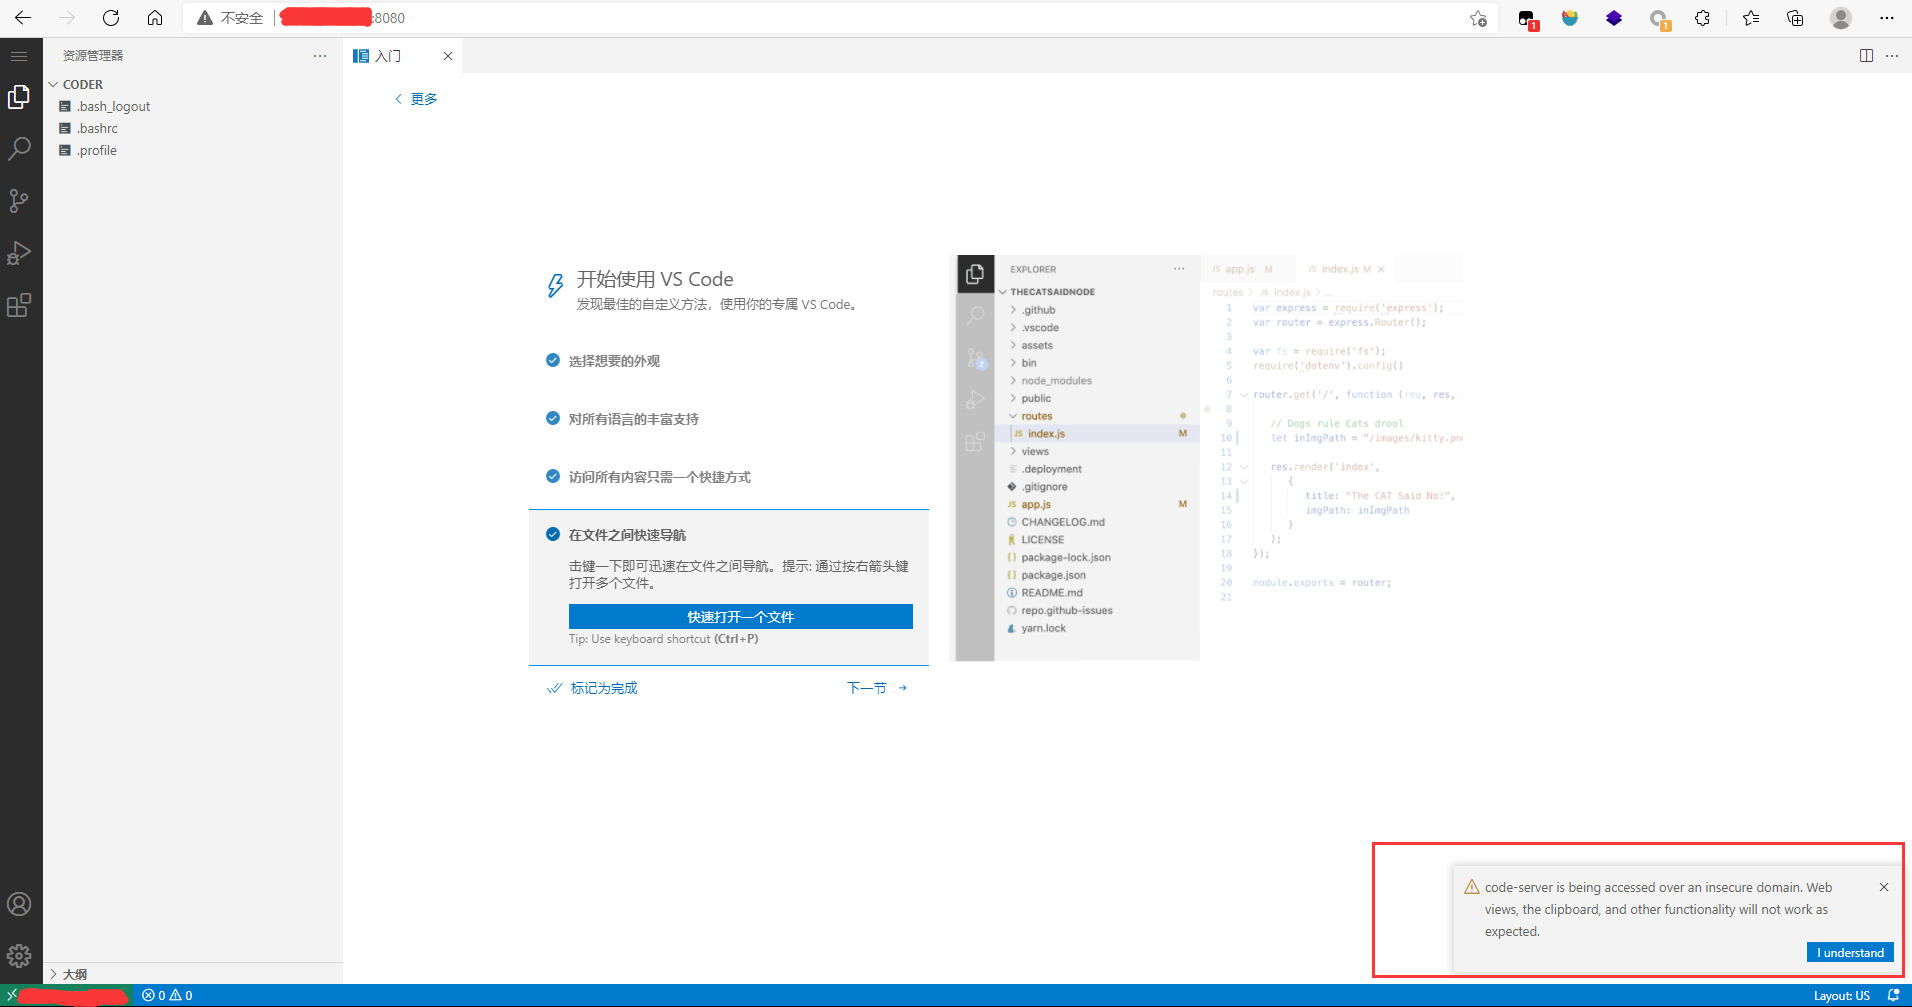 不安全 :8080
1
1
资源管理器
入门
CODER
.bash_logout
.bashrc
.profile
更多
开始使用 VS Code
发现最佳的自定义方法，使用你的专属 VS Code。
选择想要的外观
对所有语言的丰富支持
访问所有内容只需一个快捷方式
在文件之间快速导航
击键一下即可迅速在文件之间导航。提示: 通过按右箭头键
打开多个文件。
快速打开一个文件
Tip: Use keyboard shortcut (Ctrl+P)
标记为完成
下一节
EXPLORER
THECATSAIDNODE
.github
.vscode
assets
bin
node_modules
public
routes
JS index.js M
views
.deployment
.gitignore
JS app.js M
CHANGELOG.md
LICENSE
package-lock.json
package.json
README.md
repo.github-issues
yarn.lock
2
JS app.js M
JS index.js M
routes > JS index.js > ...
1 var express = require('express');
2 var router = express.Router();
3
4 var fs = require('fs');
5 require('dotenv').config()
6
7 router.get('/', function (req, res,
8
9 // Dogs rule Cats drool
10 let inImgPath = "/images/kitty.pn
11
12 res.render('index',
13 {
14 title: "The CAT Said No!",
15 imgPath: inImgPath
16 }
17 );
18 });
19
20 module.exports = router;
21
code-server is being accessed over an insecure domain. Web
views, the clipboard, and other functionality will not work as
expected.
I understand
大纲
0 0
Layout: US